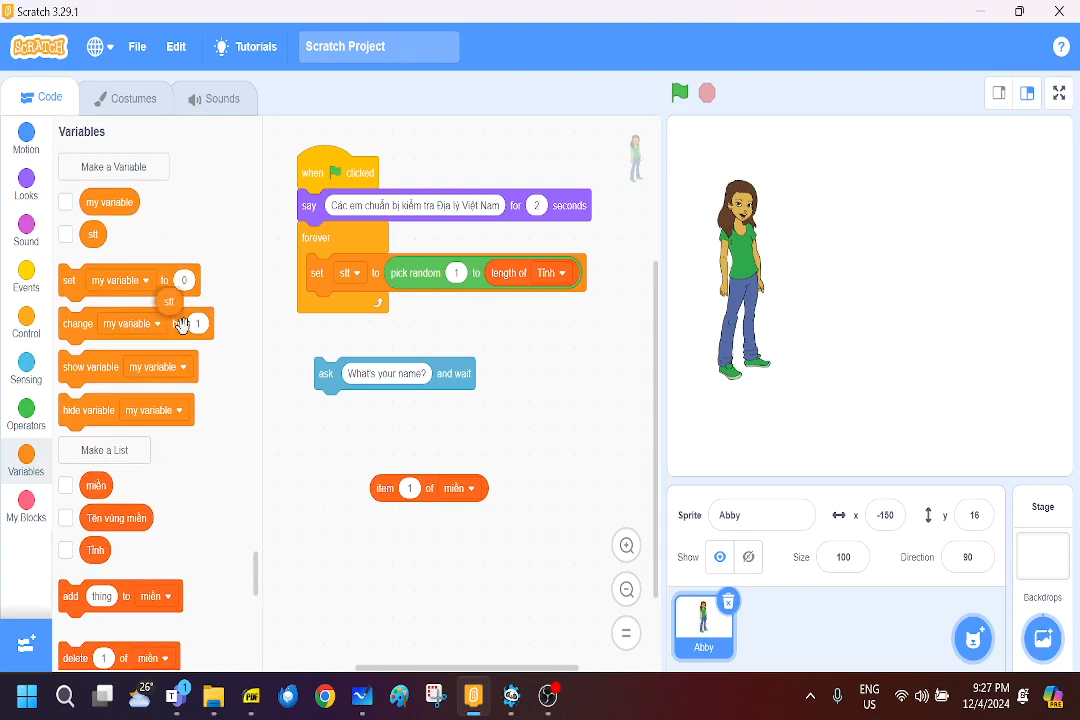 Scratch 3.29.1
SCRATCH
File
Edit
Tutorials
Scratch Project
Code
Costumes
Sounds
Motion
Looks
Sound
Events
Control
Sensing
Operators
Variables
My Blocks
Variables
Make a Variable
my variable
stt
set my variable to 0
stt
change my variable 1
show variable my variable
hide variable my variable
Make a List
miền
Tên vùng miền
Tỉnh
add thing to miền
delete 1 of miền
when clicked
say Các em chuẩn bị kiểm tra Địa lý Việt Nam for 2 seconds
forever
set stt to pick random 1 to length of Tỉnh
ask What's your name? and wait
item 1 of miền
Sprite Abby x -150 y 16
Show Size 100 Direction 90
Abby
Stage
Backdrops
26°
1
PDF
ENG
US
9:27 PM
12/4/2024
PRE